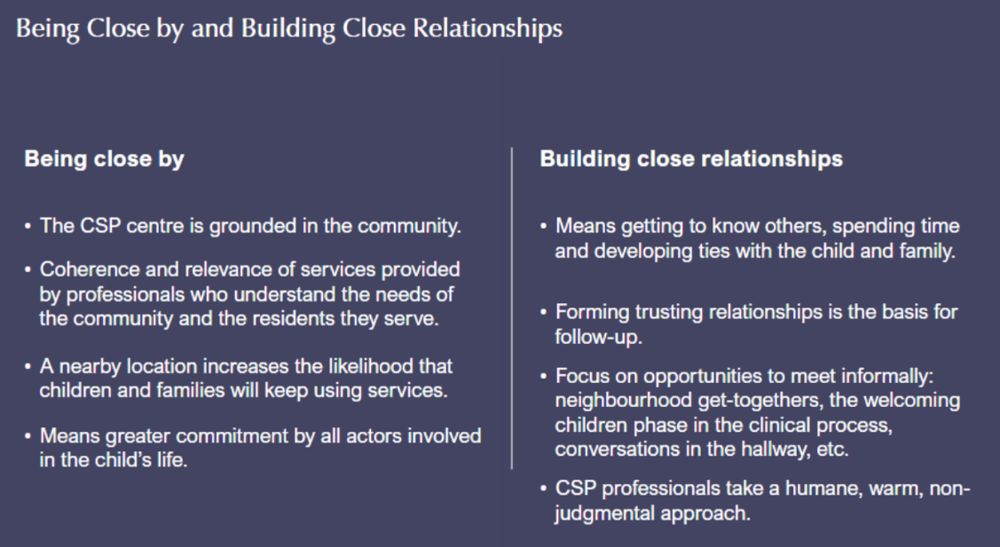 Being Close by and Building Close Relationships
Being close by
• The CSP centre is grounded in the community.
• Coherence and relevance of services provided
by professionals who understand the needs of
the community and the residents they serve.
• A nearby location increases the likelihood that
children and families will keep using services.
• Means greater commitment by all actors involved
in the child’s life.
Building close relationships
• Means getting to know others, spending time
and developing ties with the child and family.
• Forming trusting relationships is the basis for
follow-up.
• Focus on opportunities to meet informally:
neighbourhood get-togethers, the welcoming
children phase in the clinical process,
conversations in the hallway, etc.
• CSP professionals take a humane, warm, non-
judgmental approach.